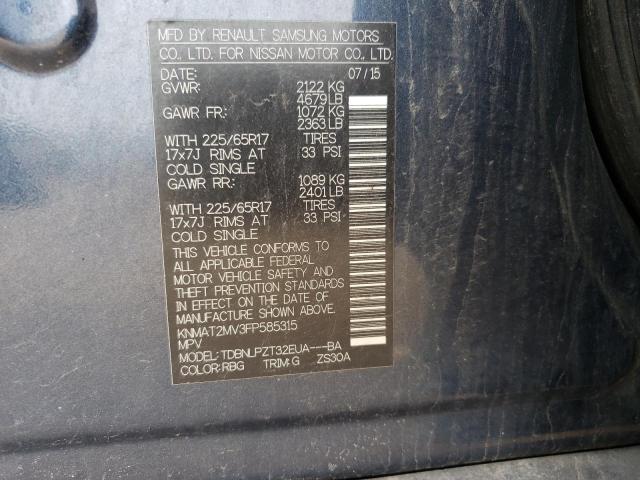 MFD BY RENAULT SAMSUNG MOTORS
CO., LTD. FOR NISSAN MOTOR CO., LTD.
DATE: 07/15
GVWR: 2122 KG
4679 LB
GAWR FR: 1072 KG
2363 LB
WITH 225/65R17 TIRES
17x7J RIMS AT 33 PSI
COLD SINGLE
GAWR RR: 1089 KG
2401 LB
WITH 225/65R17 TIRES
17x7J RIMS AT 33 PSI
COLD SINGLE
THIS VEHICLE CONFORMS TO
ALL APPLICABLE FEDERAL
MOTOR VEHICLE SAFETY AND
THEFT PREVENTION STANDARDS
IN EFFECT ON THE DATE OF
MANUFACTURE SHOWN ABOVE.
KNMAT2MV3FP585315
MPV
MODEL: TDBNLPZT32EUA---BA
COLOR: RBG TRIM: G ZS30A